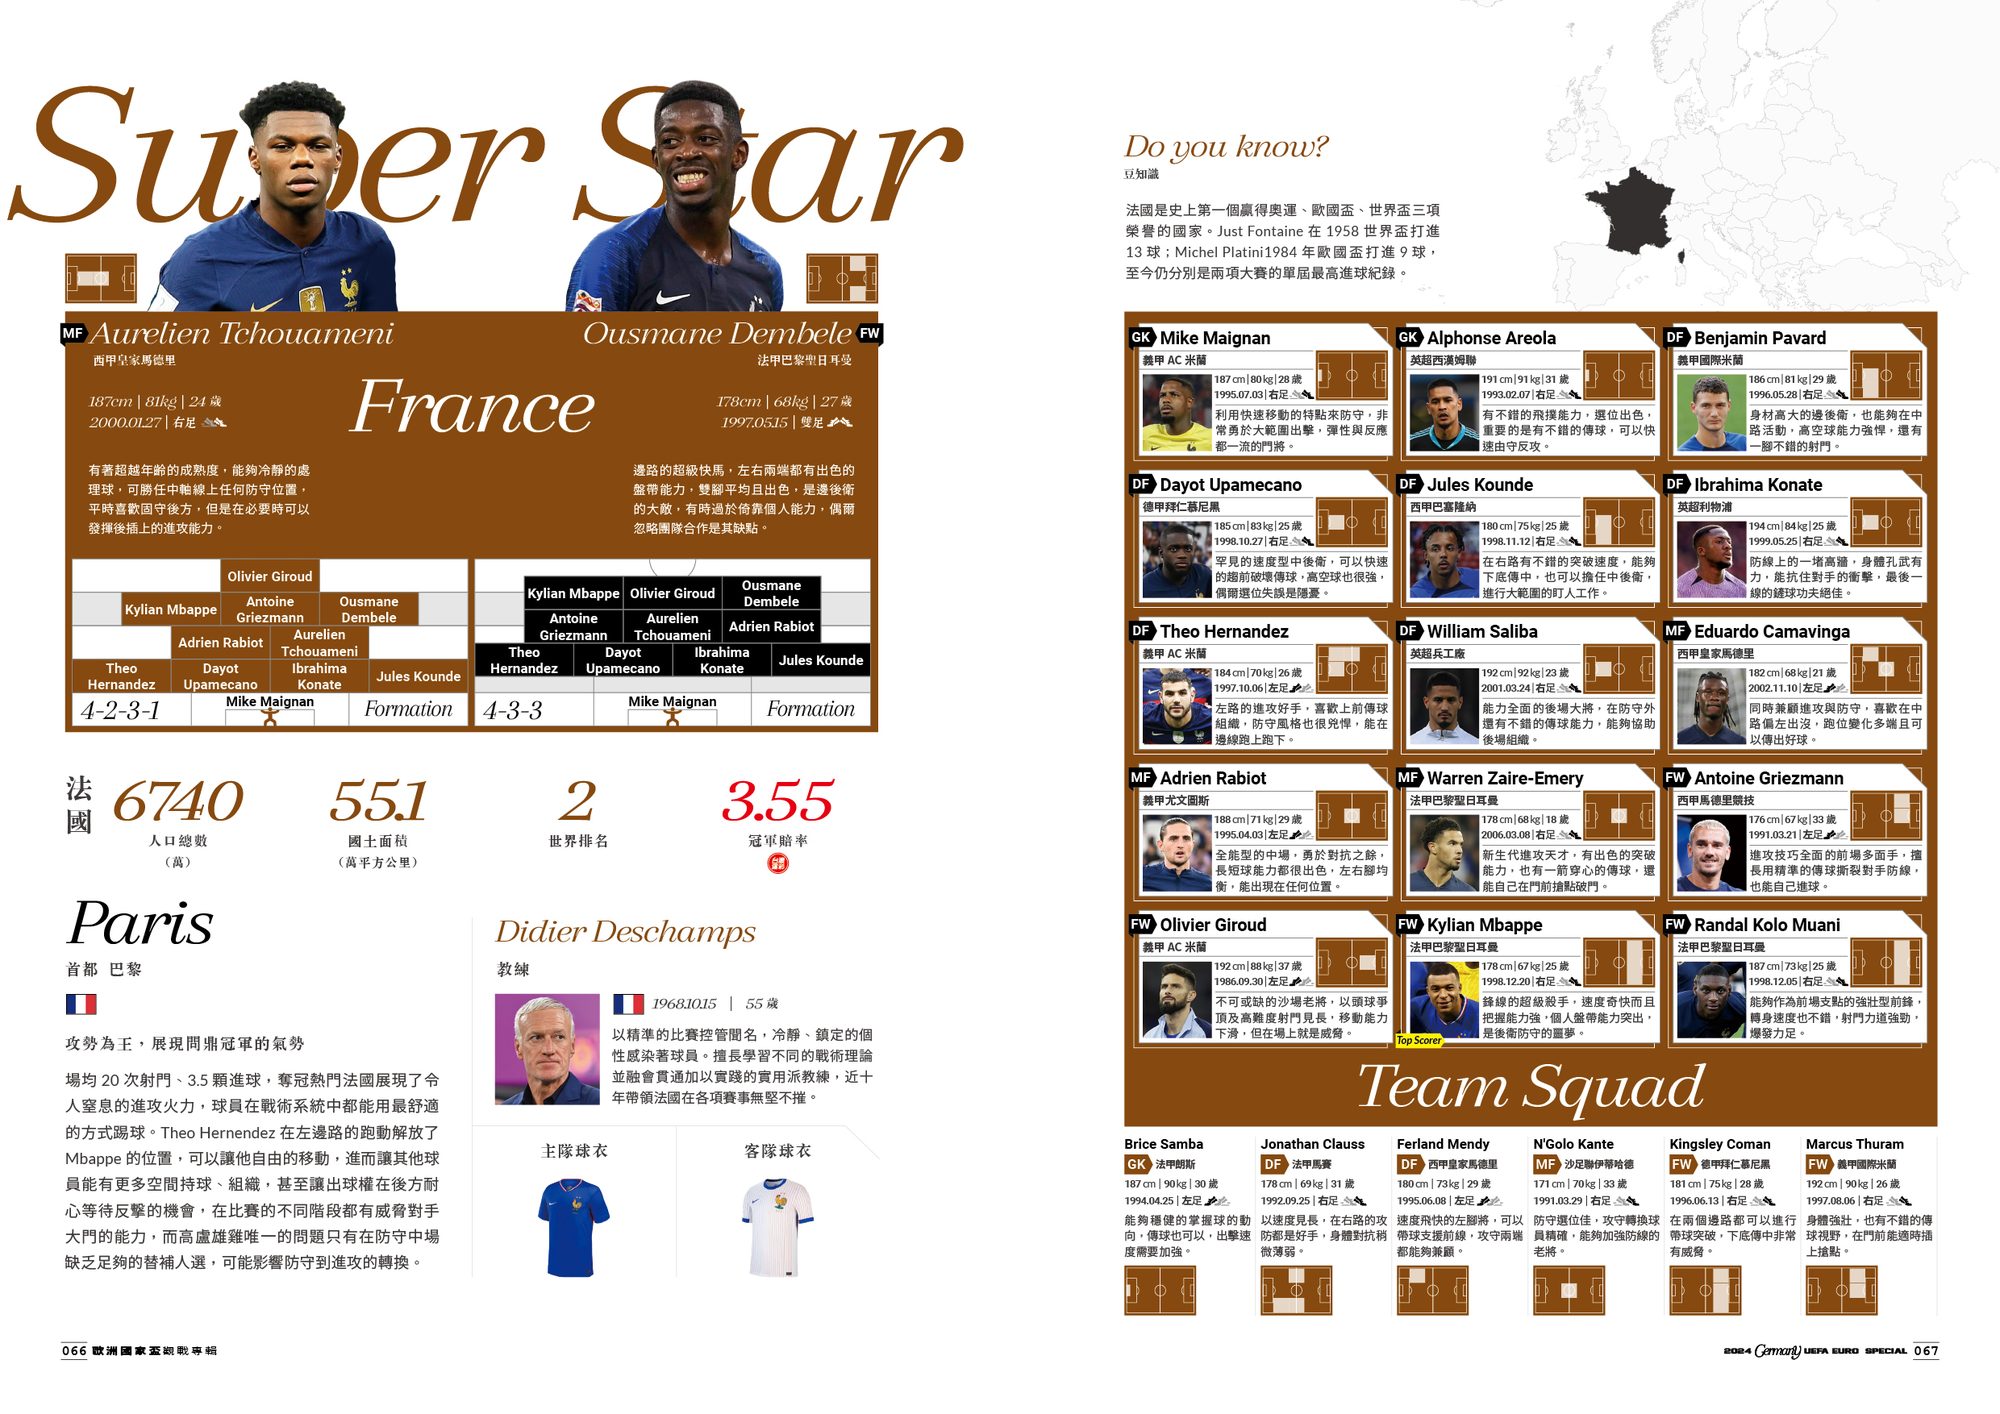 Super Star
MF Aurelien Tchouameni
西甲皇家馬德里
187cm | 81kg | 24 歲
2000.01.27 | 右足
有著超越年齡的成熟度，能夠冷靜的處
理球，可勝任中軸線上任何防守位置，
平時喜歡固守後方，但是在必要時可以
發揮後插上的進攻能力。
France
Ousmane Dembele FW
法甲巴黎聖日耳曼
178cm | 68kg | 27 歲
1997.05.15 | 雙足
邊路的超級快馬，左右兩端都有出色的
盤帶能力，雙腳平均且出色，是邊後衛
的大敵，有時過於倚靠個人能力，偶爾
忽略團隊合作是其缺點。
Olivier Giroud
Kylian Mbappe
Antoine
Griezmann
Ousmane
Dembele
Adrien Rabiot
Aurelien
Tchouameni
Theo
Hernandez
Dayot
Upamecano
Ibrahima
Konate
Jules Kounde
4-2-3-1
Mike Maignan
Formation
Kylian Mbappe
Olivier Giroud
Ousmane
Dembele
Antoine
Griezmann
Aurelien
Tchouameni
Adrien Rabiot
Theo
Hernandez
Dayot
Upamecano
Ibrahima
Konate
Jules Kounde
4-3-3
Mike Maignan
Formation
法國
6740
人口總數
（萬）
55.1
國土面積
（萬平方公里）
2
世界排名
3.55
冠軍賠率
Paris
首都 巴黎
攻勢為王，展現問鼎冠軍的氣勢
場均 20 次射門、3.5 顆進球，奪冠熱門法國展現了令
人窒息的進攻火力，球員在戰術系統中都能用最舒適
的方式踢球。Theo Hernendez 在左邊路的跑動解放了
Mbappe 的位置，可以讓他自由的移動，進而讓其他球
員能有更多空間持球、組織，甚至讓出球權在後方耐
心等待反擊的機會，在比賽的不同階段都有威脅對手
大門的能力，而高盧雄雞唯一的問題只有在防守中場
缺乏足夠的替補人選，可能影響防守到進攻的轉換。
Didier Deschamps
教練
1968.10.15 | 55 歲
以精準的比賽控管聞名，冷靜、鎮定的個
性感染著球員。擅長學習不同的戰術理論
並融會貫通加以實踐的實用派教練，近十
年帶領法國在各項賽事無堅不摧。
主隊球衣
客隊球衣
066 歐洲國家盃觀戰專輯
Do you know?
豆知識
法國是史上第一個贏得奧運、歐國盃、世界盃三項
榮譽的國家。Just Fontaine 在 1958 世界盃打進
13 球；Michel Platini1984 年歐國盃打進 9 球，
至今仍分別是兩項大賽的單屆最高進球紀錄。
GK Mike Maignan
義甲 AC 米蘭
187 cm | 80 kg | 28 歲
1995.07.03 | 右足
利用快速移動的特點來防守，非
常勇於大範圍出擊，彈性與反應
都一流的門將。
GK Alphonse Areola
英超西漢姆聯
191 cm | 91 kg | 31 歲
1993.02.07 | 右足
有不錯的飛撲能力，選位出色，
重要的是有不錯的傳球，可以快
速由守反攻。
DF Benjamin Pavard
義甲國際米蘭
186 cm | 81 kg | 29 歲
1996.05.28 | 右足
身材高大的邊後衛，也能夠在中
路活動，高空球能力強悍，還有
一腳不錯的射門。
DF Dayot Upamecano
德甲拜仁慕尼黑
185 cm | 83 kg | 25 歲
1998.10.27 | 右足
罕見的速度型中後衛，可以快速
的趨前破壞傳球，高空球也很強，
偶爾選位失誤是隱憂。
DF Jules Kounde
西甲巴塞隆納
180 cm | 75 kg | 25 歲
1998.11.12 | 右足
在右路有不錯的突破速度，能夠
下底傳中，也可以擔任中後衛，
進行大範圍的盯人工作。
DF Ibrahima Konate
英超利物浦
194 cm | 84 kg | 25 歲
1999.05.25 | 右足
防線上的一堵高牆，身體孔武有
力，能抗住對手的衝擊，最後一
線的鏟球功夫絕佳。
DF Theo Hernandez
義甲 AC 米蘭
184 cm | 70 kg | 26 歲
1997.10.06 | 左足
左路的進攻好手，喜歡上前傳球
組織，防守風格也很兇悍，能在
邊線跑上跑下。
DF William Saliba
英超兵工廠
192 cm | 92 kg | 23 歲
2001.03.24 | 右足
能力全面的後場大將，在防守外
還有不錯的傳球能力，能夠協助
後場組織。
MF Eduardo Camavinga
西甲皇家馬德里
182 cm | 68 kg | 21 歲
2002.11.10 | 左足
同時兼顧進攻與防守，喜歡在中
路偏左出沒，跑位變化多端且可
以傳出好球。
MF Adrien Rabiot
義甲尤文圖斯
188 cm | 71 kg | 29 歲
1995.04.03 | 左足
全能型的中場，勇於對抗之餘，
長短球能力都很出色，左右腳均
衡，能出現在任何位置。
MF Warren Zaire-Emery
法甲巴黎聖日耳曼
178 cm | 68 kg | 18 歲
2006.03.08 | 右足
新生代進攻天才，有出色的突破
能力，也有一箭穿心的傳球，還
能自己在門前搶點破門。
FW Antoine Griezmann
西甲馬德里競技
176 cm | 67 kg | 33 歲
1991.03.21 | 左足
進攻技巧全面的前場多面手，擅
長用精準的傳球撕裂對手防線，
也能自己進球。
FW Olivier Giroud
義甲 AC 米蘭
192 cm | 88 kg | 37 歲
1986.09.30 | 左足
不可或缺的沙場老將，以頭球爭
頂及高難度射門見長，移動能力
下滑，但在場上就是威脅。
FW Kylian Mbappe
法甲巴黎聖日耳曼
178 cm | 67 kg | 25 歲
1998.12.20 | 右足
鋒線的超級殺手，速度奇快而且
把握能力強，個人盤帶能力突出，
是後衛防守的噩夢。
Top Scorer
FW Randal Kolo Muani
法甲巴黎聖日耳曼
187 cm | 73 kg | 25 歲
1998.12.05 | 右足
能夠作為前場支點的強壯型前鋒，
轉身速度也不錯，射門力道強勁，
爆發力足。
Team Squad
Brice Samba
GK 法甲朗斯
187 cm | 90 kg | 30 歲
1994.04.25 | 左足
能夠穩健的掌握球的動
向，傳球也可以，出擊速
度需要加強。
Jonathan Clauss
DF 法甲馬賽
178 cm | 69 kg | 31 歲
1992.09.25 | 右足
以速度見長，在右路的攻
防都是好手，身體對抗稍
微薄弱。
Ferland Mendy
DF 西甲皇家馬德里
180 cm | 73 kg | 29 歲
1995.06.08 | 左足
速度飛快的左腳將，可以
帶球支援前線，攻守兩端
都能夠兼顧。
N'Golo Kante
MF 沙足聯伊蒂哈德
171 cm | 70 kg | 33 歲
1991.03.29 | 右足
防守選位佳，攻守轉換球
員精確，能夠加強防線的
老將。
Kingsley Coman
FW 德甲拜仁慕尼黑
181 cm | 75 kg | 28 歲
1996.06.13 | 右足
在兩個邊路都可以進行
帶球突破，下底傳中非常
有威脅。
Marcus Thuram
FW 義甲國際米蘭
192 cm | 90 kg | 26 歲
1997.08.06 | 右足
身體強壯，也有不錯的傳
球視野，在門前能適時插
上搶點。
2024 Germany UEFA EURO SPECIAL 067